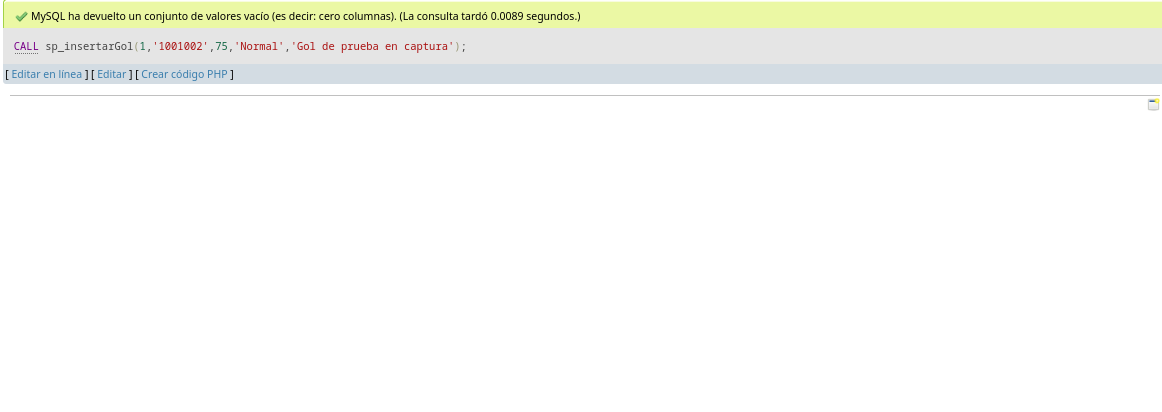 MySQL ha devuelto un conjunto de valores vacío (es decir: cero columnas). (La consulta tardó 0.0089 segundos.)
CALL sp_insertarGol(1,'1001002',75,'Normal','Gol de prueba en captura');
[ Editar en línea ] [ Editar ] [ Crear código PHP ]